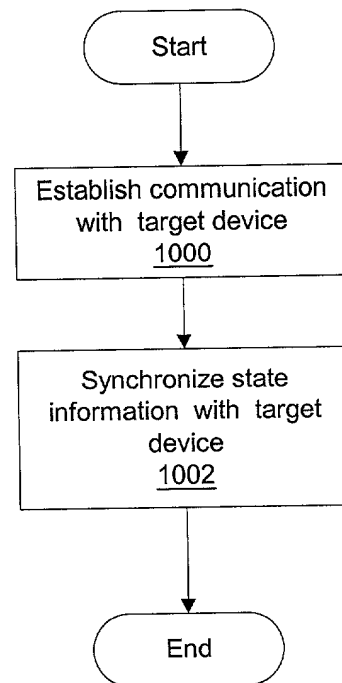 Start
Establish communication
with target device
1000
Synchronize state
information with target
device
1002
End